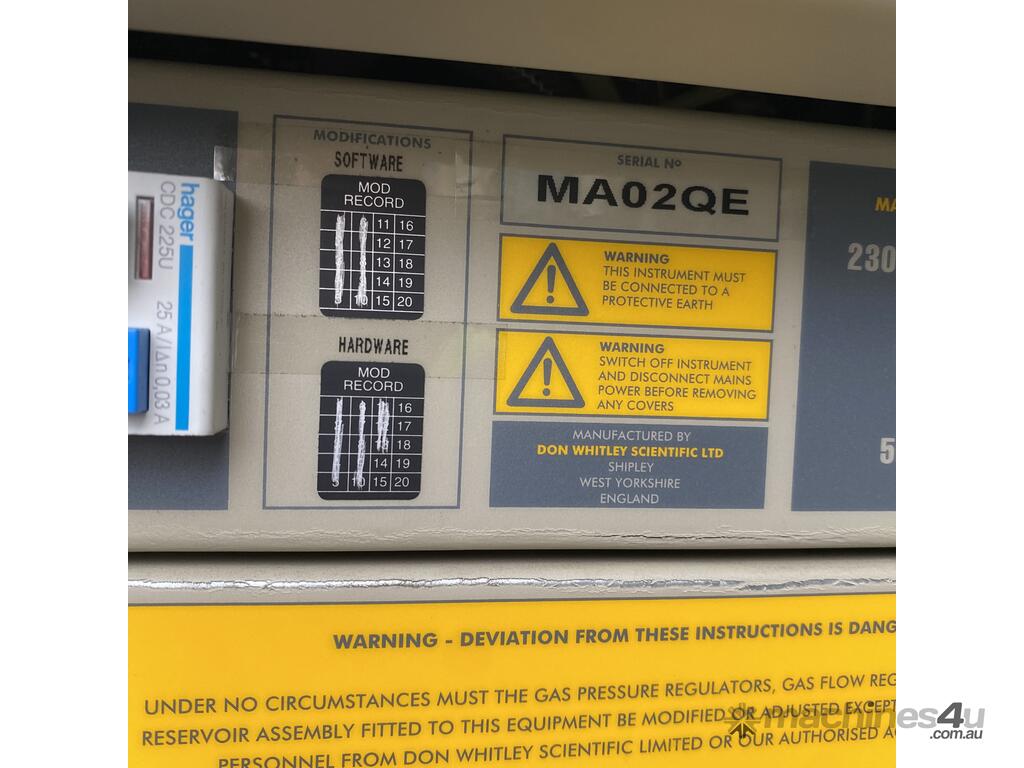 hager
CDC 225U
25 A/IΔn 0,03 A
MODIFICATIONS
SOFTWARE
MOD
RECORD
11 16
12 17
13 18
14 19
10 15 20
HARDWARE
MOD
RECORD
16
17
18
14 19
5 10 15 20
SERIAL Nº
MA02QE
WARNING
THIS INSTRUMENT MUST
BE CONNECTED TO A
PROTECTIVE EARTH
WARNING
SWITCH OFF INSTRUMENT
AND DISCONNECT MAINS
POWER BEFORE REMOVING
ANY COVERS
MANUFACTURED BY
DON WHITLEY SCIENTIFIC LTD
SHIPLEY
WEST YORKSHIRE
ENGLAND
MA
230
5
WARNING - DEVIATION FROM THESE INSTRUCTIONS IS DANG
UNDER NO CIRCUMSTANCES MUST THE GAS PRESSURE REGULATORS, GAS FLOW REG
RESERVOIR ASSEMBLY FITTED TO THIS EQUIPMENT BE MODIFIED OR ADJUSTED EXCEPT
PERSONNEL FROM DON WHITLEY SCIENTIFIC LIMITED OR OUR AUTHORISED A
machines4u
.com.au